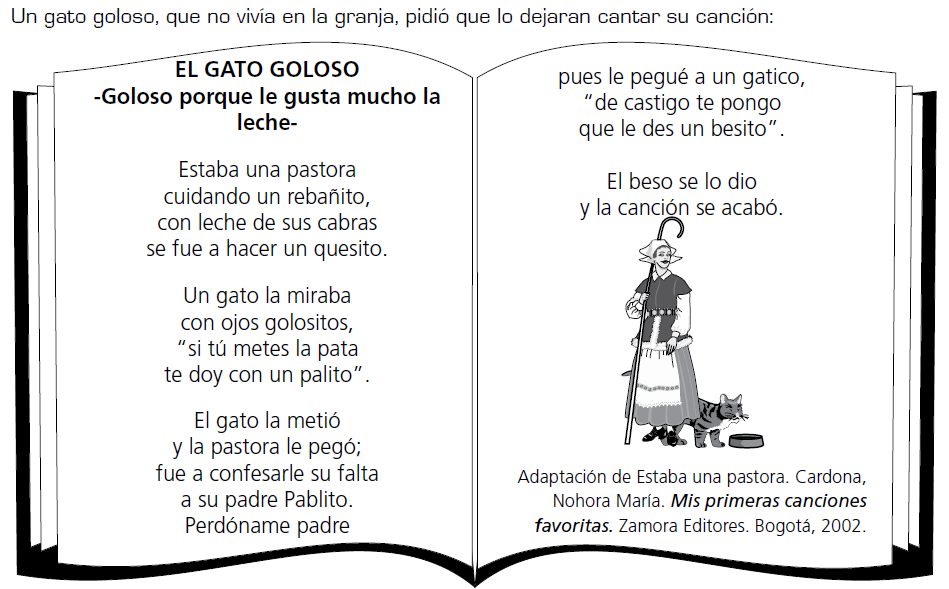 Un gato goloso, que no vivía en la granja, pidió que lo dejaran cantar su canción:
EL GATO GOLOSO
-Goloso porque le gusta mucho la
leche-
Estaba una pastora
cuidando un rebañito,
con leche de sus cabras
se fue a hacer un quesito.
Un gato la miraba
con ojos golositos,
“si tú metes la pata
te doy con un palito”.
El gato la metió
y la pastora le pegó;
fue a confesarle su falta
a su padre Pablito.
Perdóname padre
pues le pegué a un gatico,
“de castigo te pongo
que le des un besito”.
El beso se lo dio
y la canción se acabó.
Adaptación de Estaba una pastora. Cardona,
Nohora María. Mis primeras canciones
favoritas. Zamora Editores. Bogotá, 2002.